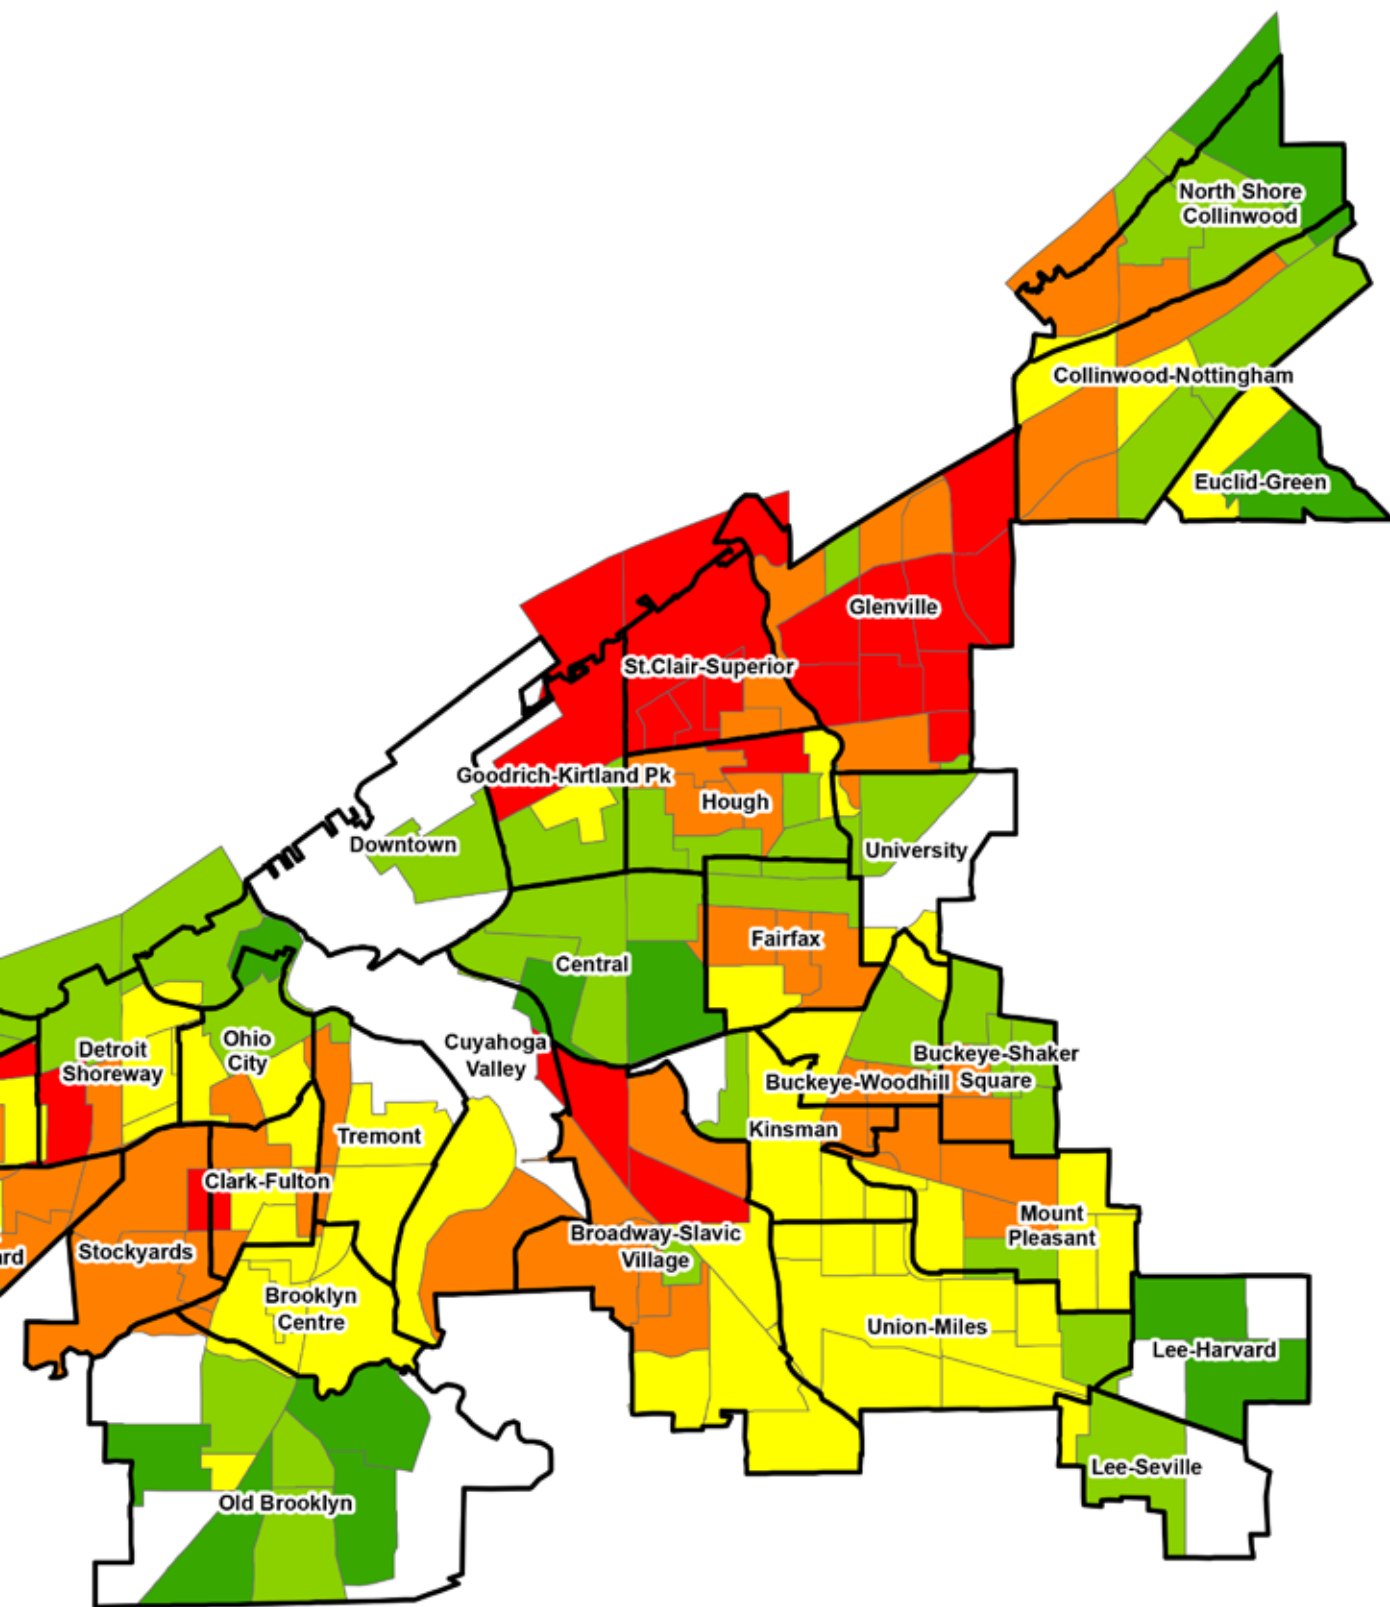 North Shore
Collinwood
Collinwood-Nottingham
Euclid-Green
Glenville
St.Clair-Superior
Goodrich-Kirtland Pk
Hough
Downtown
University
Fairfax
Central
Ohio
City
Detroit
Shoreway
Cuyahoga
Valley
Buckeye-Shaker
Square
Buckeye-Woodhill
Kinsman
Tremont
Clark-Fulton
Mount
Pleasant
Broadway-Slavic
Village
Stockyards
ard
Brooklyn
Centre
Union-Miles
Lee-Harvard
Lee-Seville
Old Brooklyn